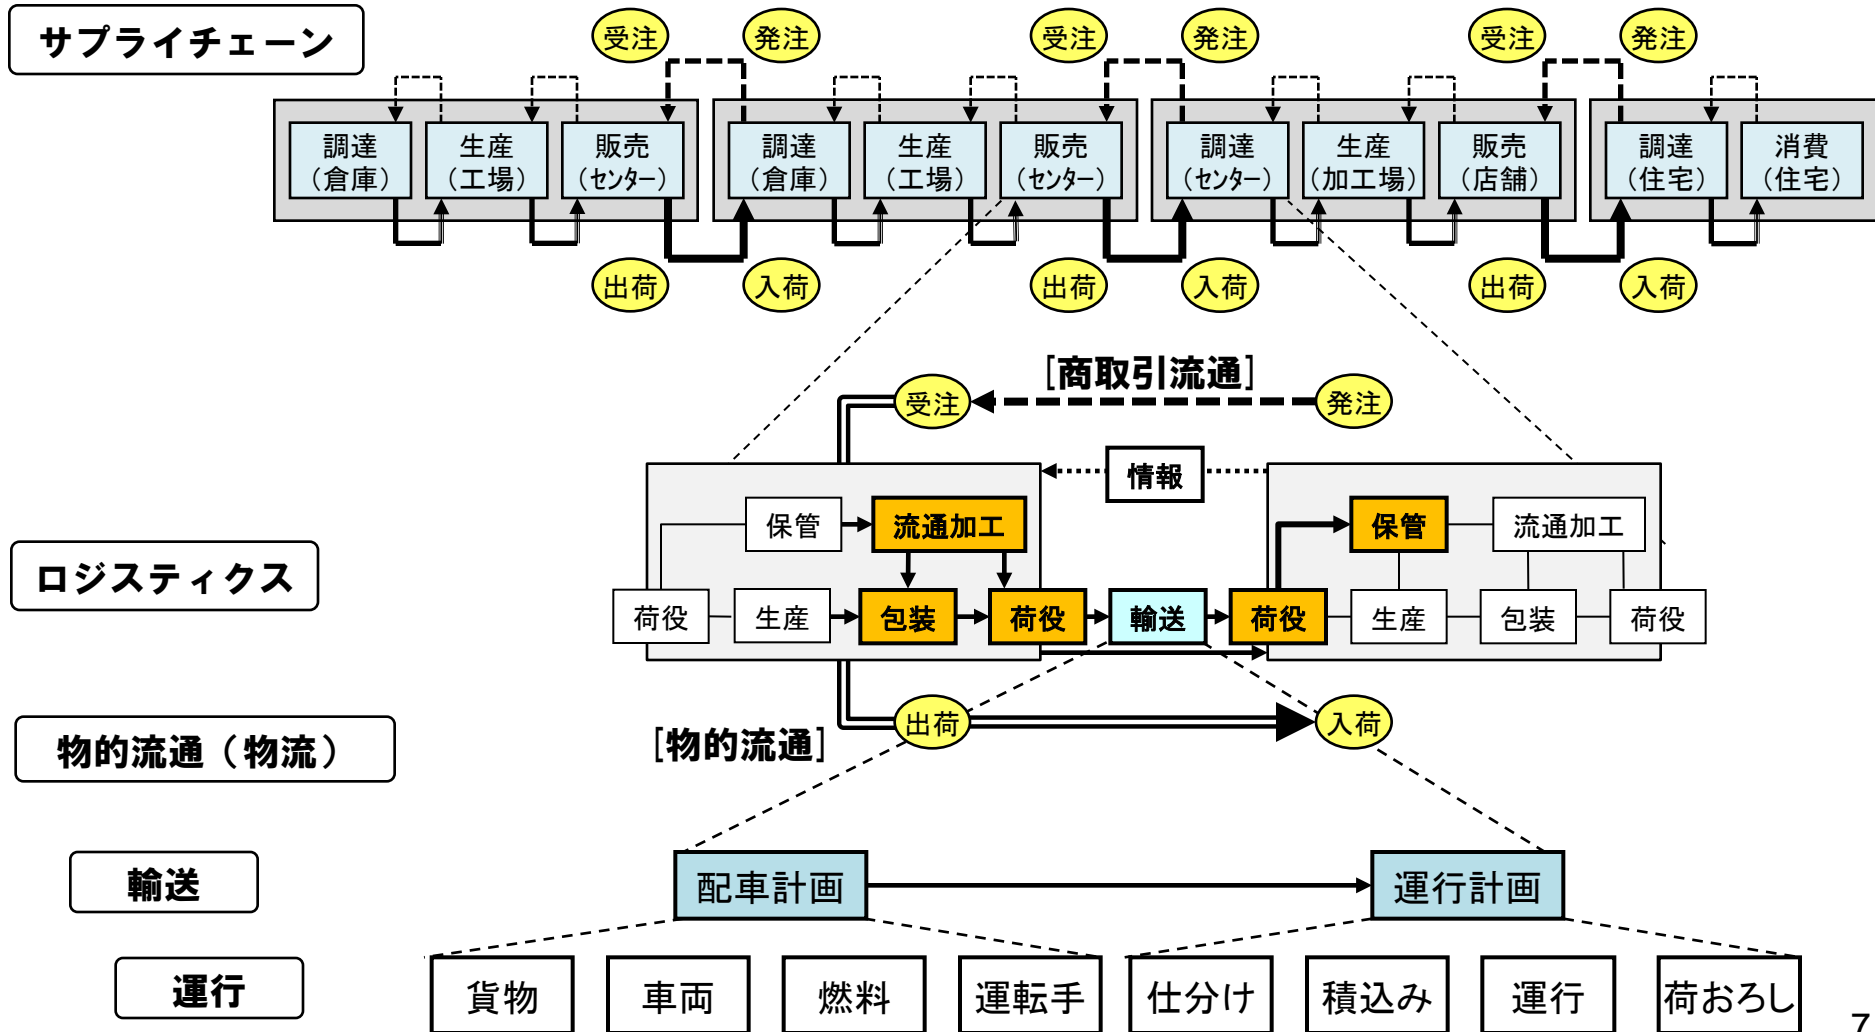 サプライチェーン
受注
発注
受注
発注
受注
発注
調達
（倉庫）
生産
（工場）
販売
（センター）
調達
（倉庫）
生産
（工場）
販売
（センター）
調達
（センター）
生産
（加工場）
販売
（店舗）
調達
（住宅）
消費
（住宅）
出荷
入荷
出荷
入荷
出荷
入荷
[商取引流通]
受注
発注
情報
保管
流通加工
保管
流通加工
ロジスティクス
荷役
生産
包装
荷役
輸送
荷役
生産
包装
荷役
物的流通（物流）
[物的流通]
出荷
入荷
輸送
配車計画
運行計画
運行
貨物
車両
燃料
運転手
仕分け
積込み
運行
荷おろし
7